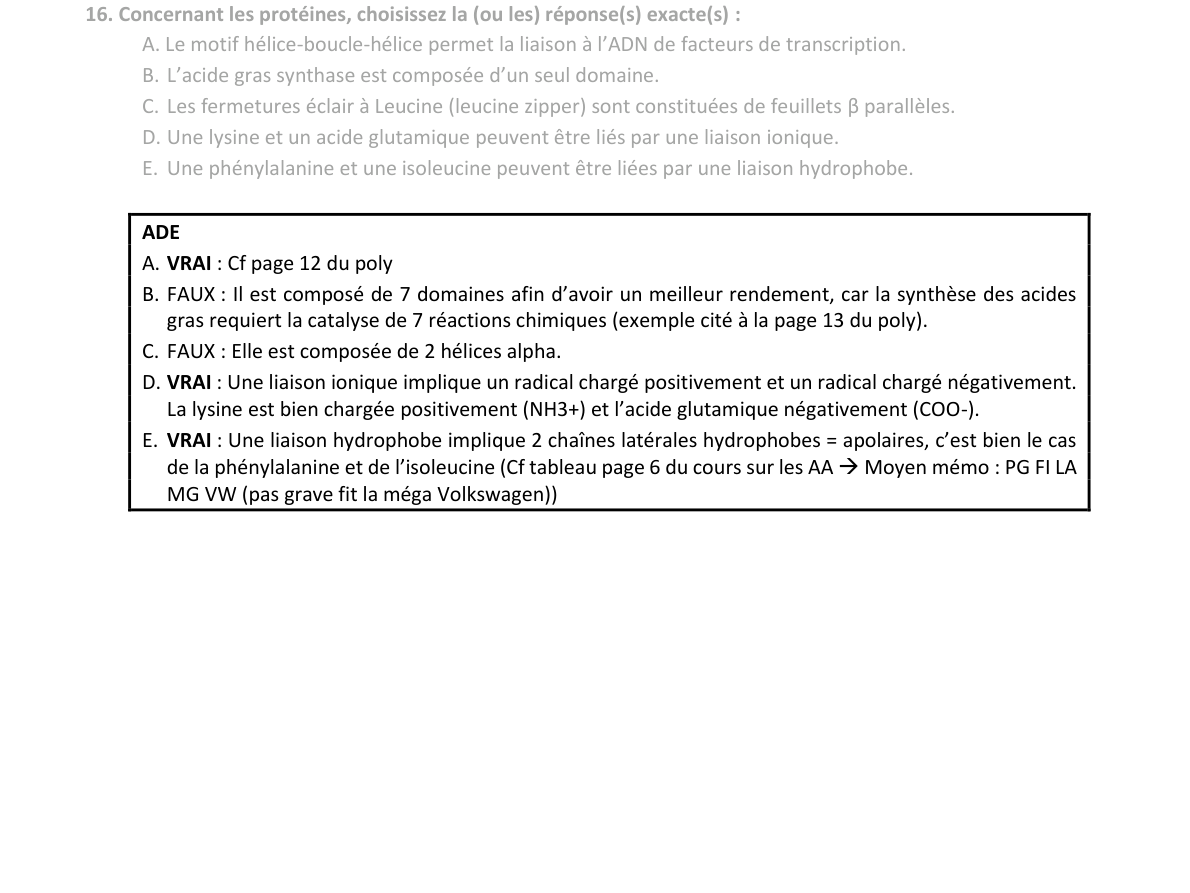 16. Concernant les protéines, choisissez la (ou les) réponse(s) exacte(s) :
A. Le motif hélice-boucle-hélice permet la liaison à l’ADN de facteurs de transcription.
B. L’acide gras synthase est composée d’un seul domaine.
C. Les fermetures éclair à Leucine (leucine zipper) sont constituées de feuillets β parallèles.
D. Une lysine et un acide glutamique peuvent être liés par une liaison ionique.
E. Une phénylalanine et une isoleucine peuvent être liées par une liaison hydrophobe.
ADE
A. VRAI : Cf page 12 du poly
B. FAUX : Il est composé de 7 domaines afin d’avoir un meilleur rendement, car la synthèse des acides
gras requiert la catalyse de 7 réactions chimiques (exemple cité à la page 13 du poly).
C. FAUX : Elle est composée de 2 hélices alpha.
D. VRAI : Une liaison ionique implique un radical chargé positivement et un radical chargé négativement.
La lysine est bien chargée positivement (NH3+) et l’acide glutamique négativement (COO-).
E. VRAI : Une liaison hydrophobe implique 2 chaînes latérales hydrophobes = apolaires, c’est bien le cas
de la phénylalanine et de l’isoleucine (Cf tableau page 6 du cours sur les AA → Moyen mémo : PG FI LA
MG VW (pas grave fit la méga Volkswagen))